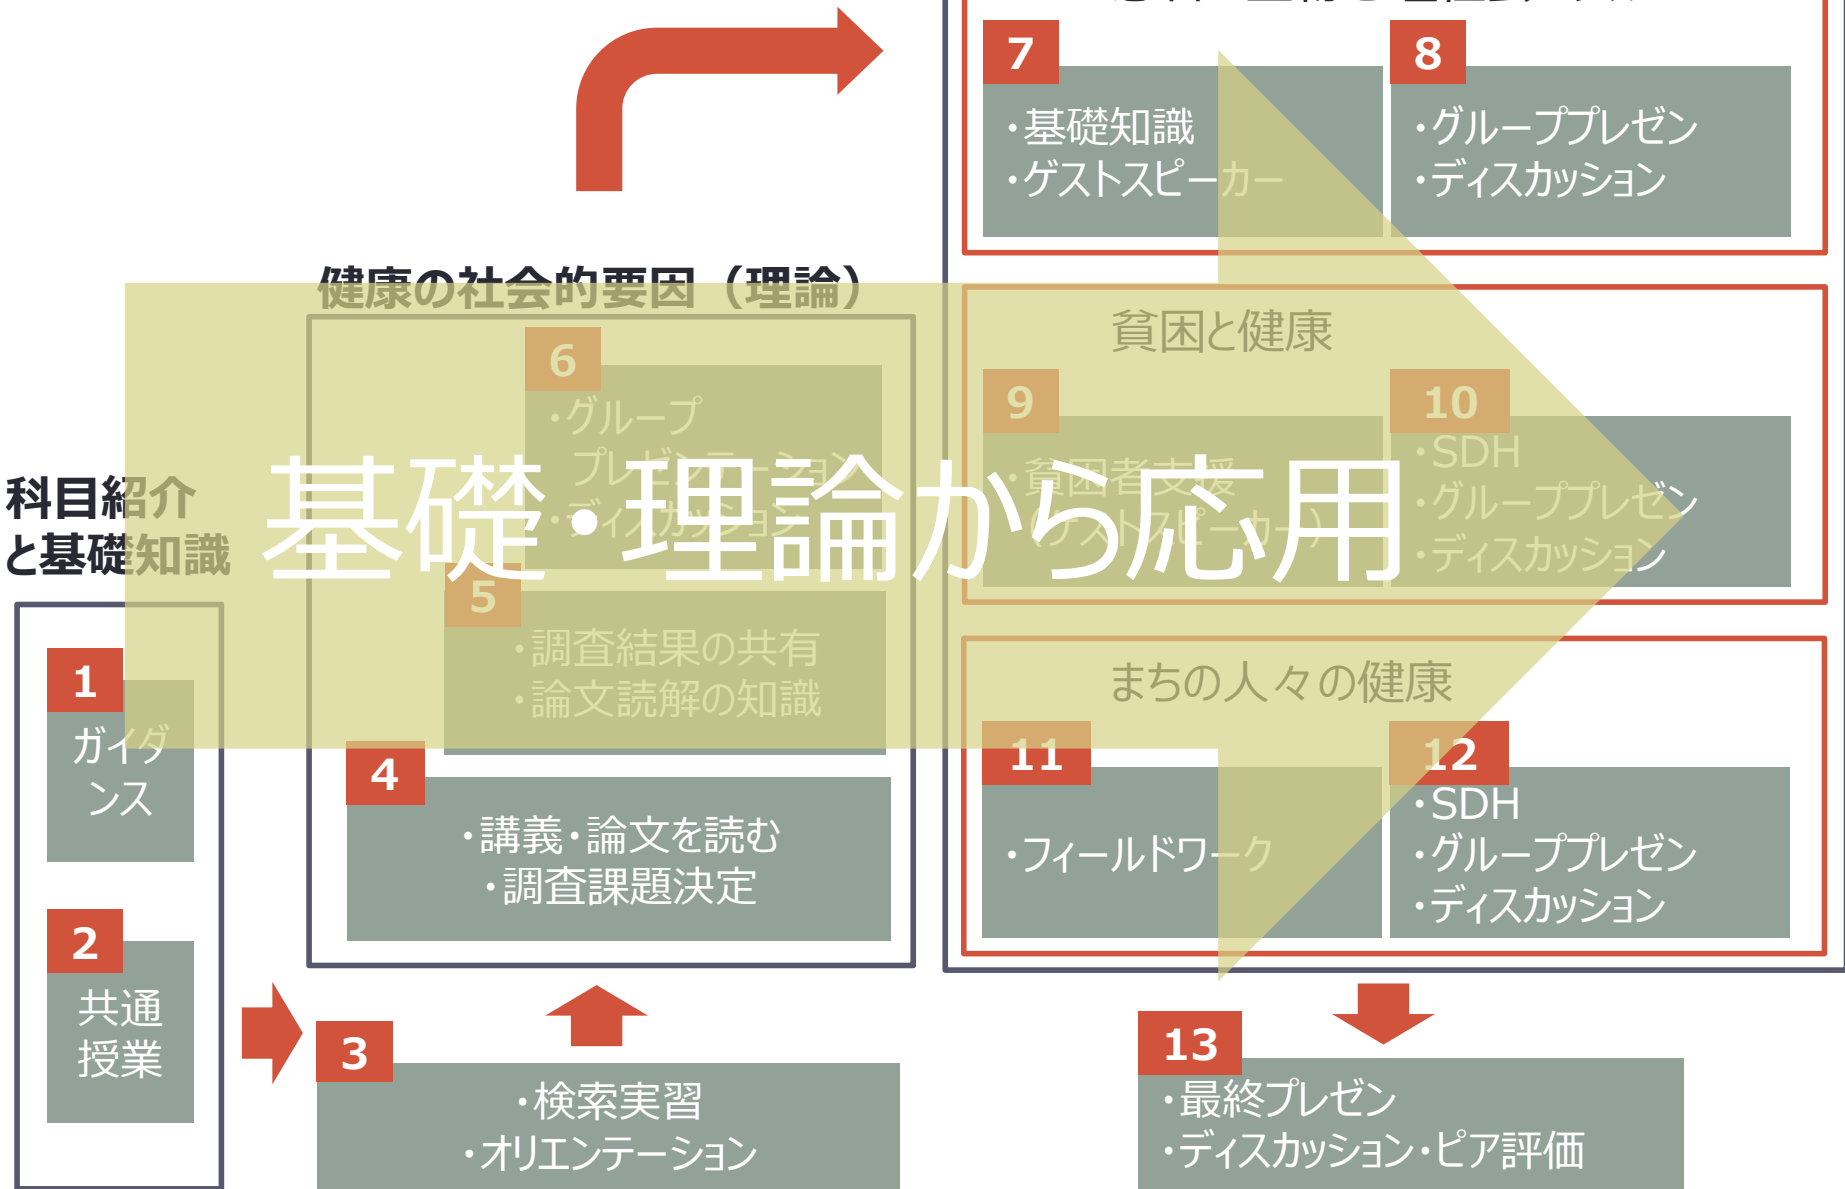 7
・基礎知識
・ゲストスピーカー
8
・グループプレゼン
・ディスカッション
健康の社会的要因（理論）
6
・グループ
プレゼンテーション
・ディスカッション
5
・調査結果の共有
・論文読解の知識
4
・講義・論文を読む
・調査課題決定
貧困と健康
9
・貧困者支援
（ゲストスピーカー）
10
・SDH
・グループプレゼン
・ディスカッション
基礎・理論から応用
科目紹介
と基礎知識
1
ガイダ
ンス
2
共通
授業
まちの人々の健康
11
・フィールドワーク
12
・SDH
・グループプレゼン
・ディスカッション
3
・検索実習
・オリエンテーション
13
・最終プレゼン
・ディスカッション・ピア評価